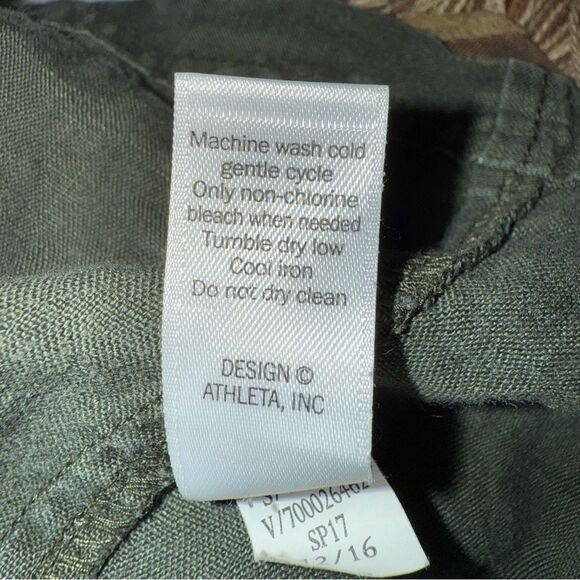 Machine wash cold
gentle cycle
Only non-chlorine
bleach when needed
Tumble dry low
Cool iron
Do not dry clean
DESIGN ©
ATHLETA, INC
V/700026462
SP17
/16